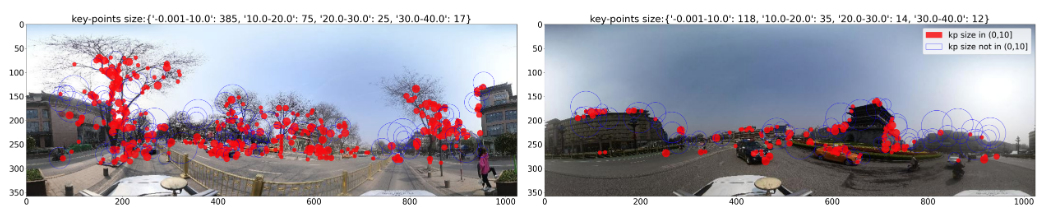 key-points size:{'-0.001-10.0': 385, '10.0-20.0': 75, '20.0-30.0': 25, '30.0-40.0': 17}
key-points size:{'-0.001-10.0': 118, '10.0-20.0': 35, '20.0-30.0': 14, '30.0-40.0': 12}
kp size in (0,10]
kp size not in (0,10]
0
50
100
150
200
250
300
350
0 200 400 600 800 1000
0
50
100
150
200
250
300
350
0 200 400 600 800 1000